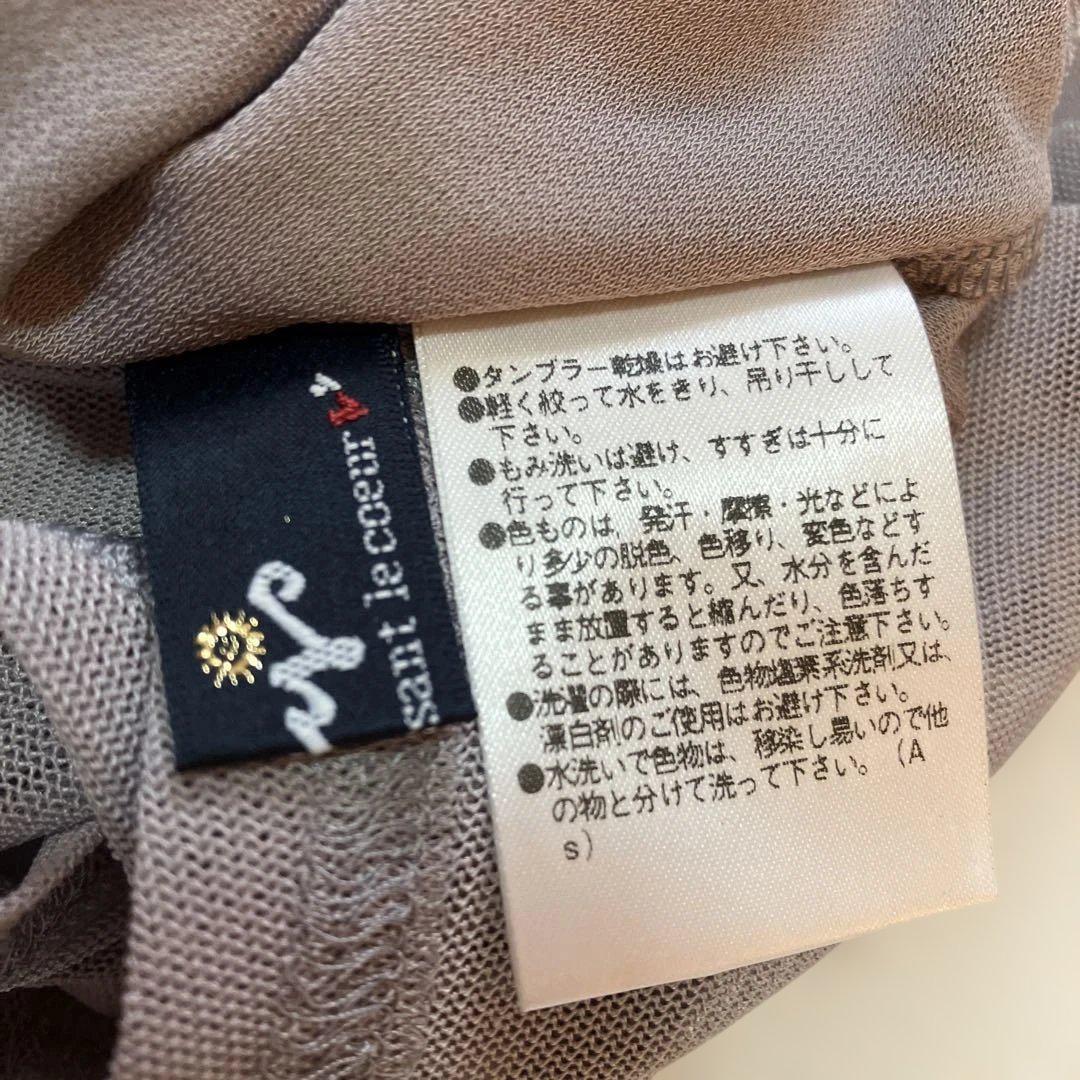 sant le coeur
●タンブラー乾燥はお避け下さい。
●軽く絞って水をきり、吊り干しして
下さい。
●もみ洗いは避け、すすぎは十分に
行って下さい。
●色ものは、発汗・摩擦・光などによ
り多少の脱色、色移り、変色などす
る事があります。又、水分を含んだ
まま放置すると縮んだり、色落ちす
ることがありますのでご注意下さい。
●洗濯の際には、色物塩素系洗剤又は、
漂白剤のご使用はお避け下さい。
●水洗いで色物は、移染し易いので他
の物と分けて洗って下さい。（A
s）